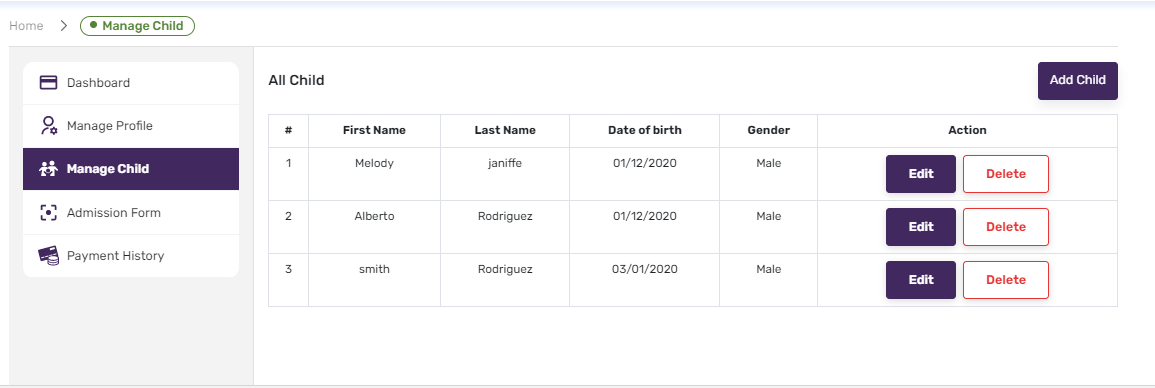 Home > Manage Child
Dashboard
Manage Profile
Manage Child
Admission Form
Payment History
All Child
Add Child
# First Name Last Name Date of birth Gender Action
1 Melody janiffe 01/12/2020 Male Edit Delete
2 Alberto Rodriguez 01/12/2020 Male Edit Delete
3 smith Rodriguez 03/01/2020 Male Edit Delete